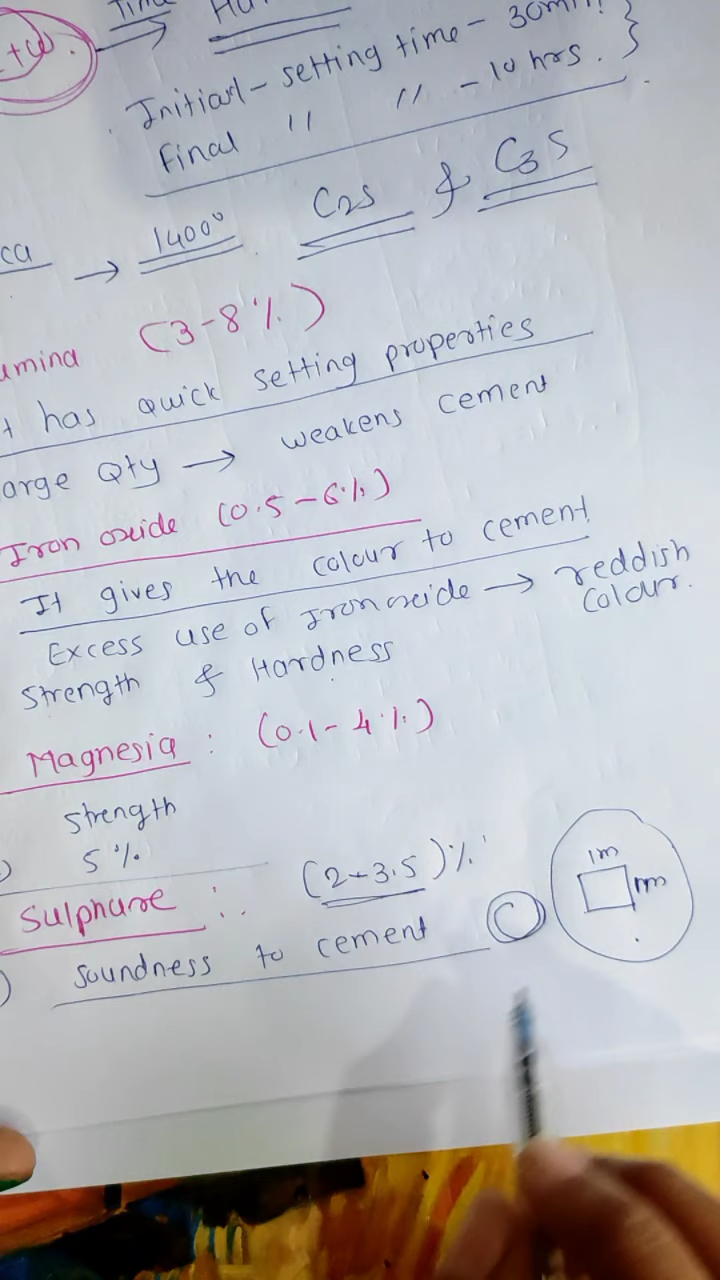 +w.
Time
Initial - setting time - 30min
Final " " - 10 hrs.
1400° C2S & C3S
(3-8%)
has quick setting properties
Qty → weakens cement
Iron oxide (0.5-6%)
It gives the colour to cement
Excess use of Iron oxide → reddish colour.
Strength & Hardness
Magnesia : (0.1-4%)
Strength
5%
Sulphure : (2-3.5)%
1m
1m
Soundness to cement